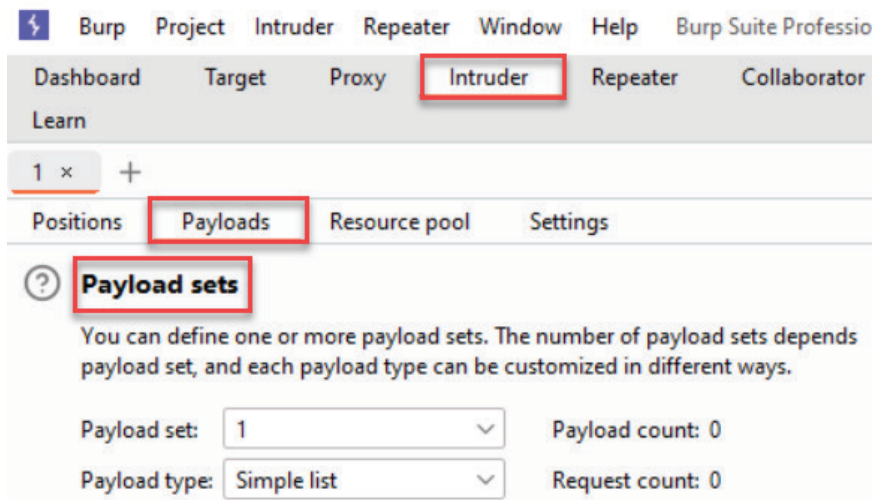 Burp Project Intruder Repeater Window Help Burp Suite Professio
Dashboard Target Proxy Intruder Repeater Collaborator
Learn
1 × +
Positions Payloads Resource pool Settings
? Payload sets
You can define one or more payload sets. The number of payload sets depends
payload set, and each payload type can be customized in different ways.
Payload set: 1 Payload count: 0
Payload type: Simple list Request count: 0